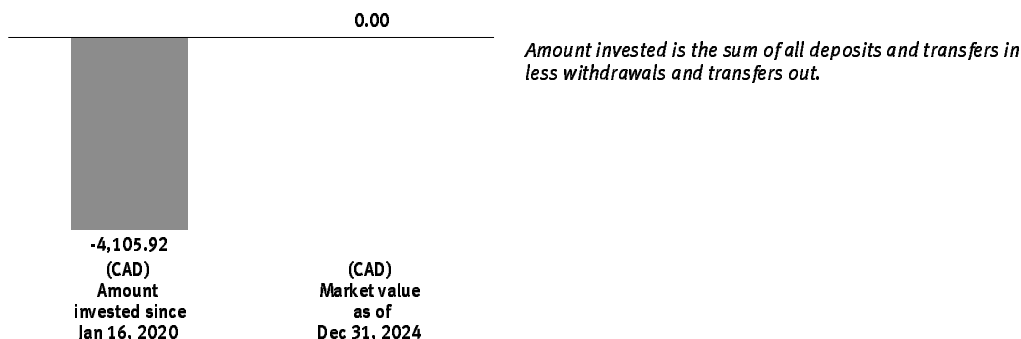 0.00
Amount invested is the sum of all deposits and transfers in
less withdrawals and transfers out.
-4,105.92
(CAD)
Amount
invested since
Jan 16, 2020
(CAD)
Market value
as of
Dec 31, 2024